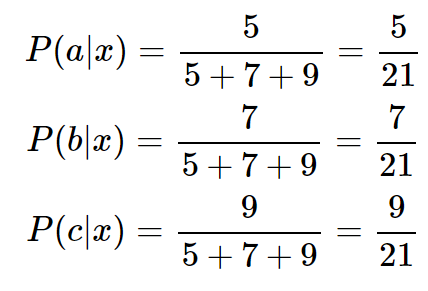 P(a|x) = 5/(5 + 7 + 9) = 5/21
P(b|x) = 7/(5 + 7 + 9) = 7/21
P(c|x) = 9/(5 + 7 + 9) = 9/21